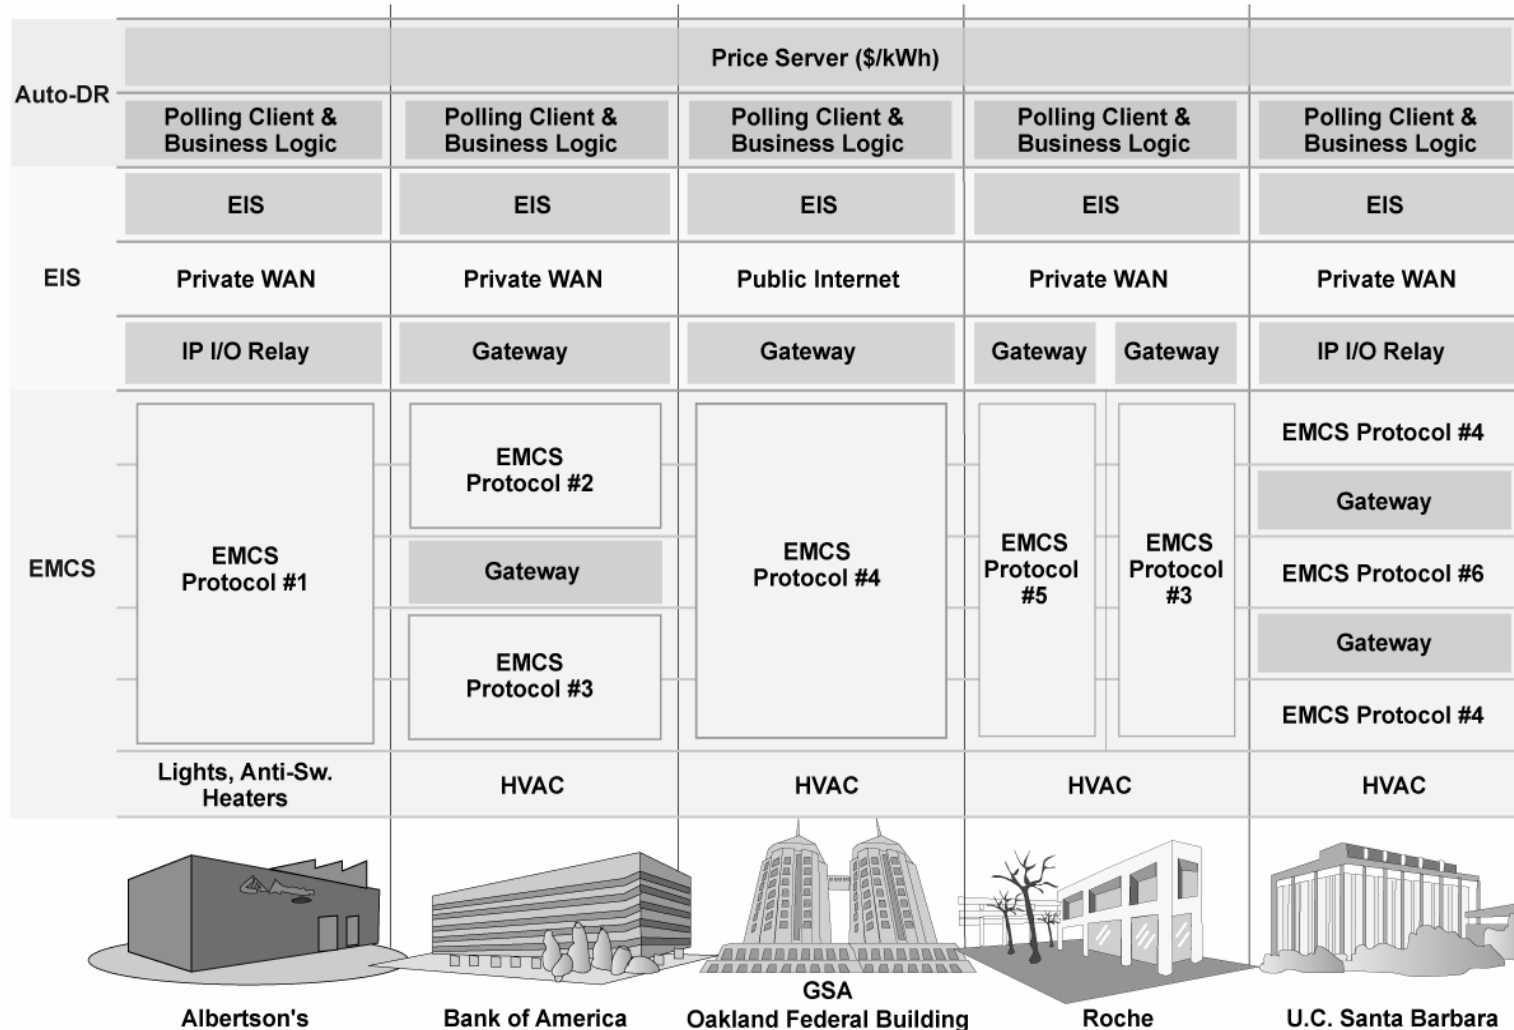 Price Server ($/kWh)
Auto-DR
Polling Client & Business Logic
Polling Client & Business Logic
Polling Client & Business Logic
Polling Client & Business Logic
Polling Client & Business Logic
EIS
EIS
EIS
EIS
EIS
EIS
Private WAN
Private WAN
Public Internet
Private WAN
Private WAN
IP I/O Relay
Gateway
Gateway
Gateway
Gateway
IP I/O Relay
EMCS
EMCS
Protocol #1
EMCS
Protocol #2
Gateway
EMCS
Protocol #3
EMCS
Protocol #4
EMCS
Protocol
#5
EMCS
Protocol
#3
EMCS Protocol #4
Gateway
EMCS Protocol #6
Gateway
EMCS Protocol #4
Lights, Anti-Sw.
Heaters
HVAC
HVAC
HVAC
HVAC
Albertson's
Bank of America
GSA
Oakland Federal Building
Roche
U.C. Santa Barbara